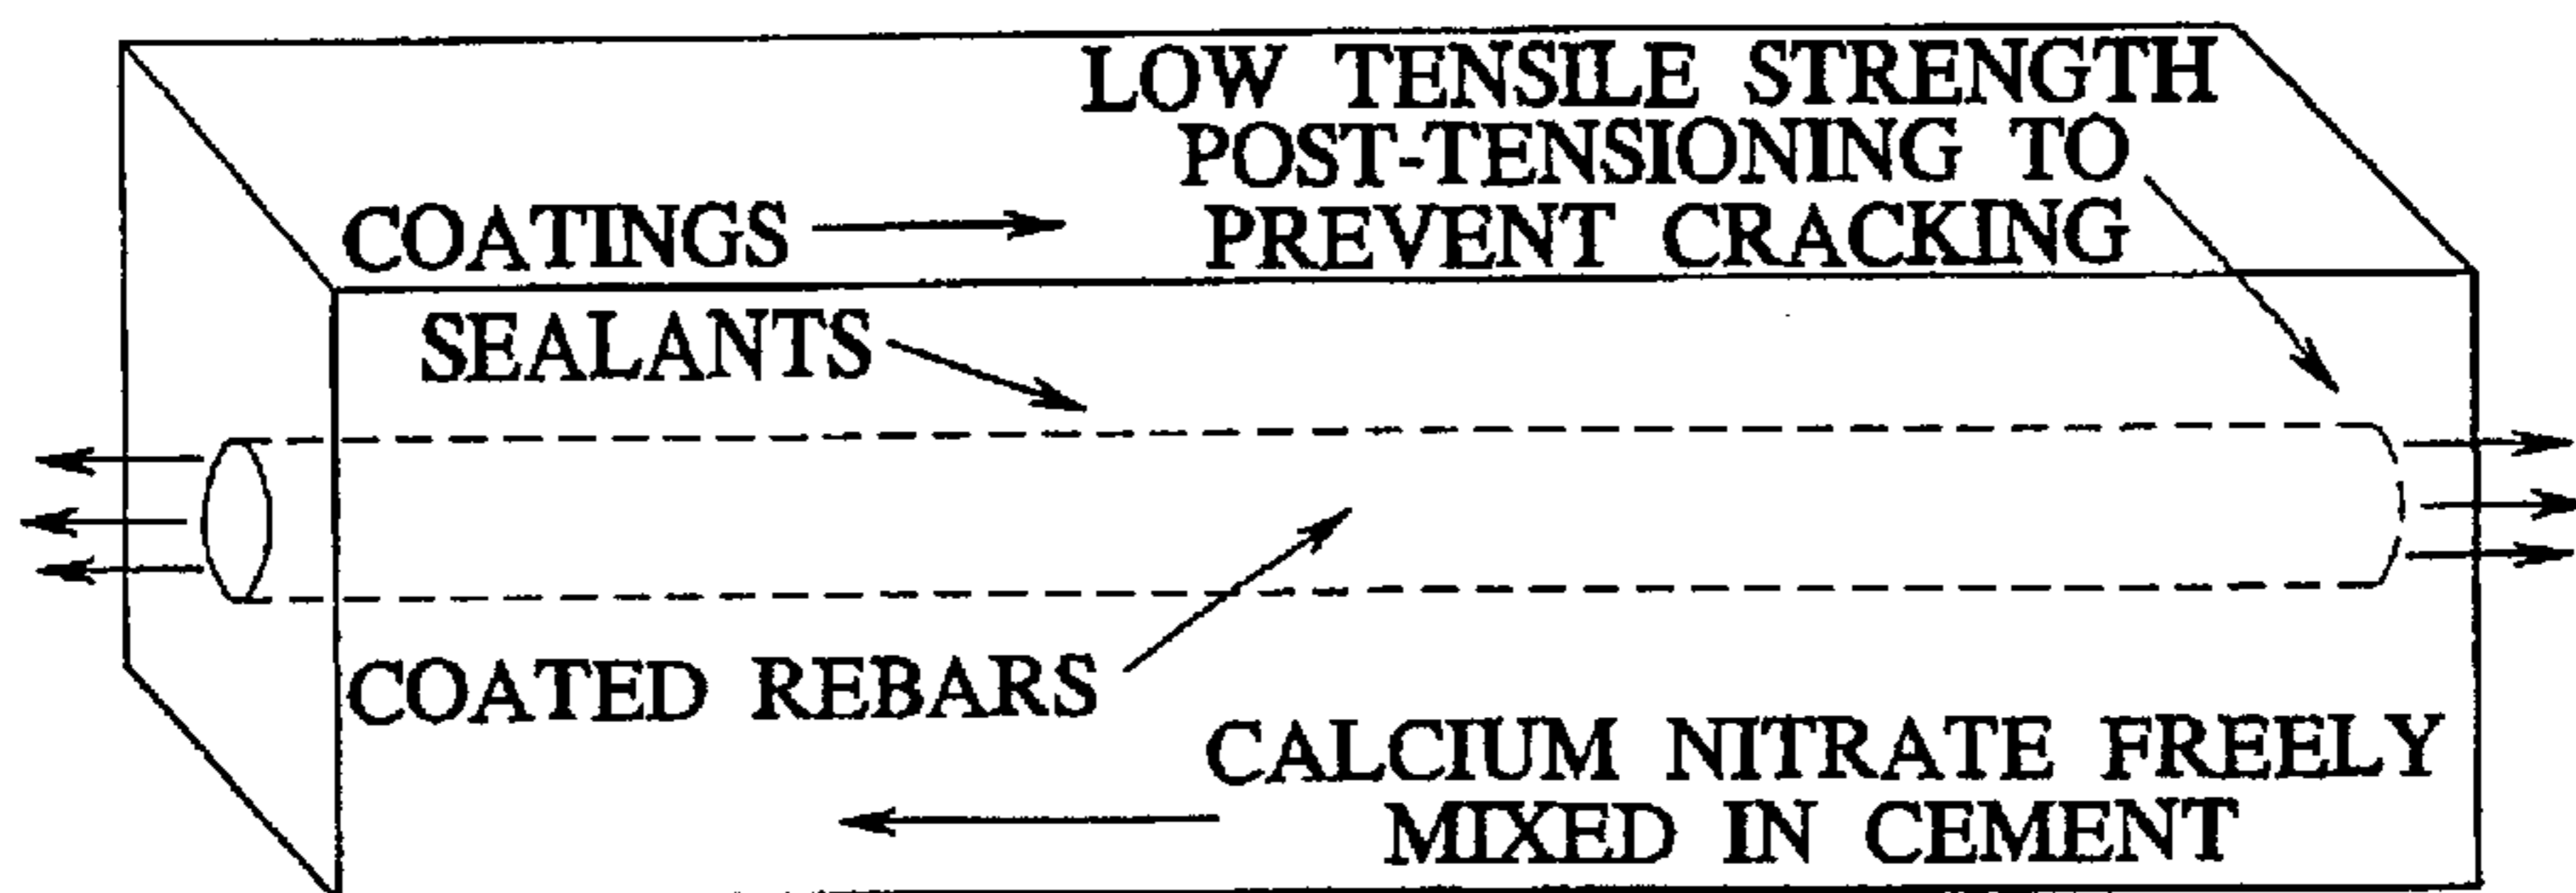 LOW TENSILE STRENGTH
POST-TENSIONING TO
PREVENT CRACKING
COATINGS
SEALANTS
COATED REBARS
CALCIUM NITRATE FREELY
MIXED IN CEMENT